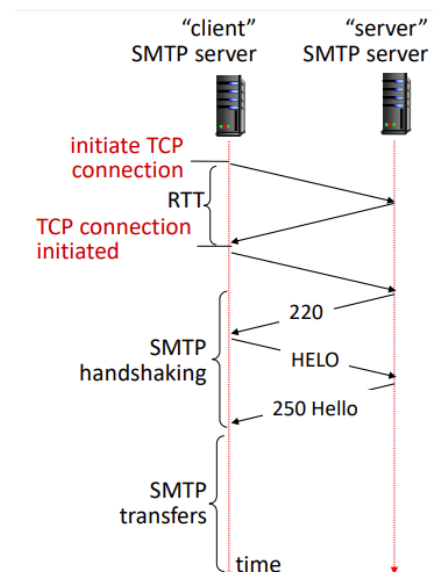 “client”
SMTP server
“server”
SMTP server
initiate TCP
connection
RTT
TCP connection
initiated
220
SMTP
handshaking
HELO
250 Hello
SMTP
transfers
time